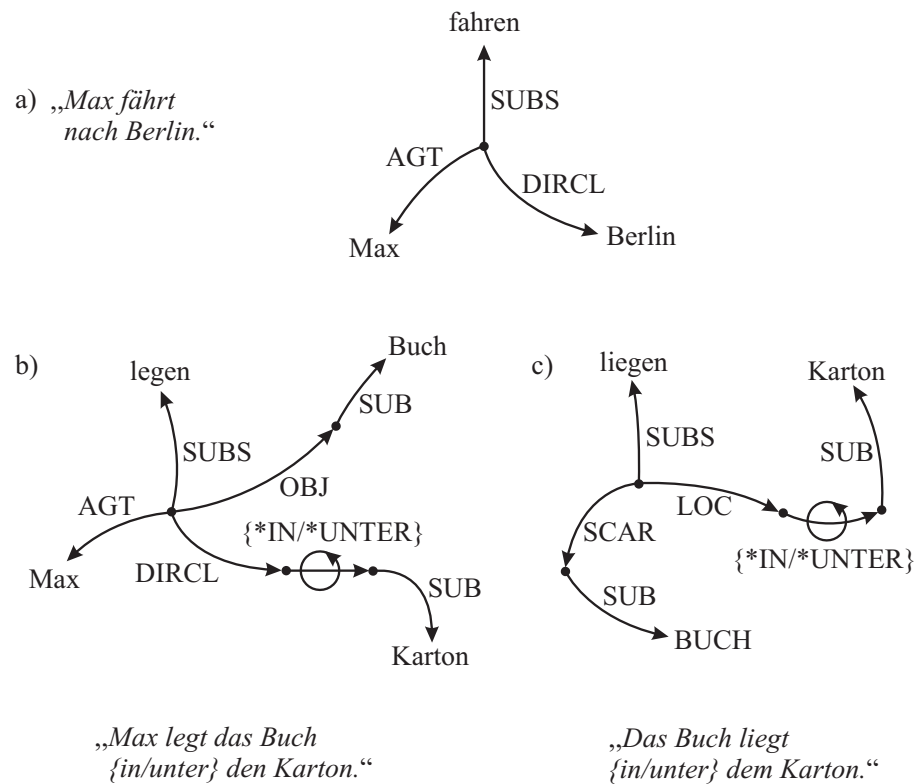 fahren
a) „Max fährt
nach Berlin.“
SUBS
AGT
DIRCL
Max
Berlin
b)
legen
Buch
SUB
SUBS
OBJ
AGT
{*IN/*UNTER}
Max
DIRCL
SUB
Karton
„Max legt das Buch
{in/unter} den Karton.“
c)
liegen
Karton
SUBS
SUB
LOC
SCAR
{*IN/*UNTER}
SUB
BUCH
„Das Buch liegt
{in/unter} dem Karton.“